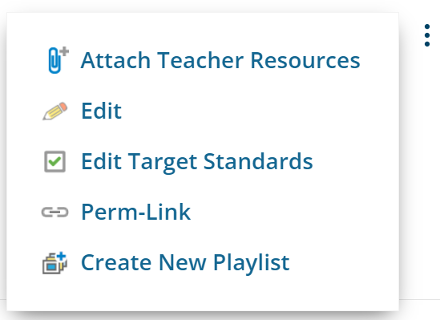 Attach Teacher Resources
Edit
Edit Target Standards
Perm-Link
Create New Playlist